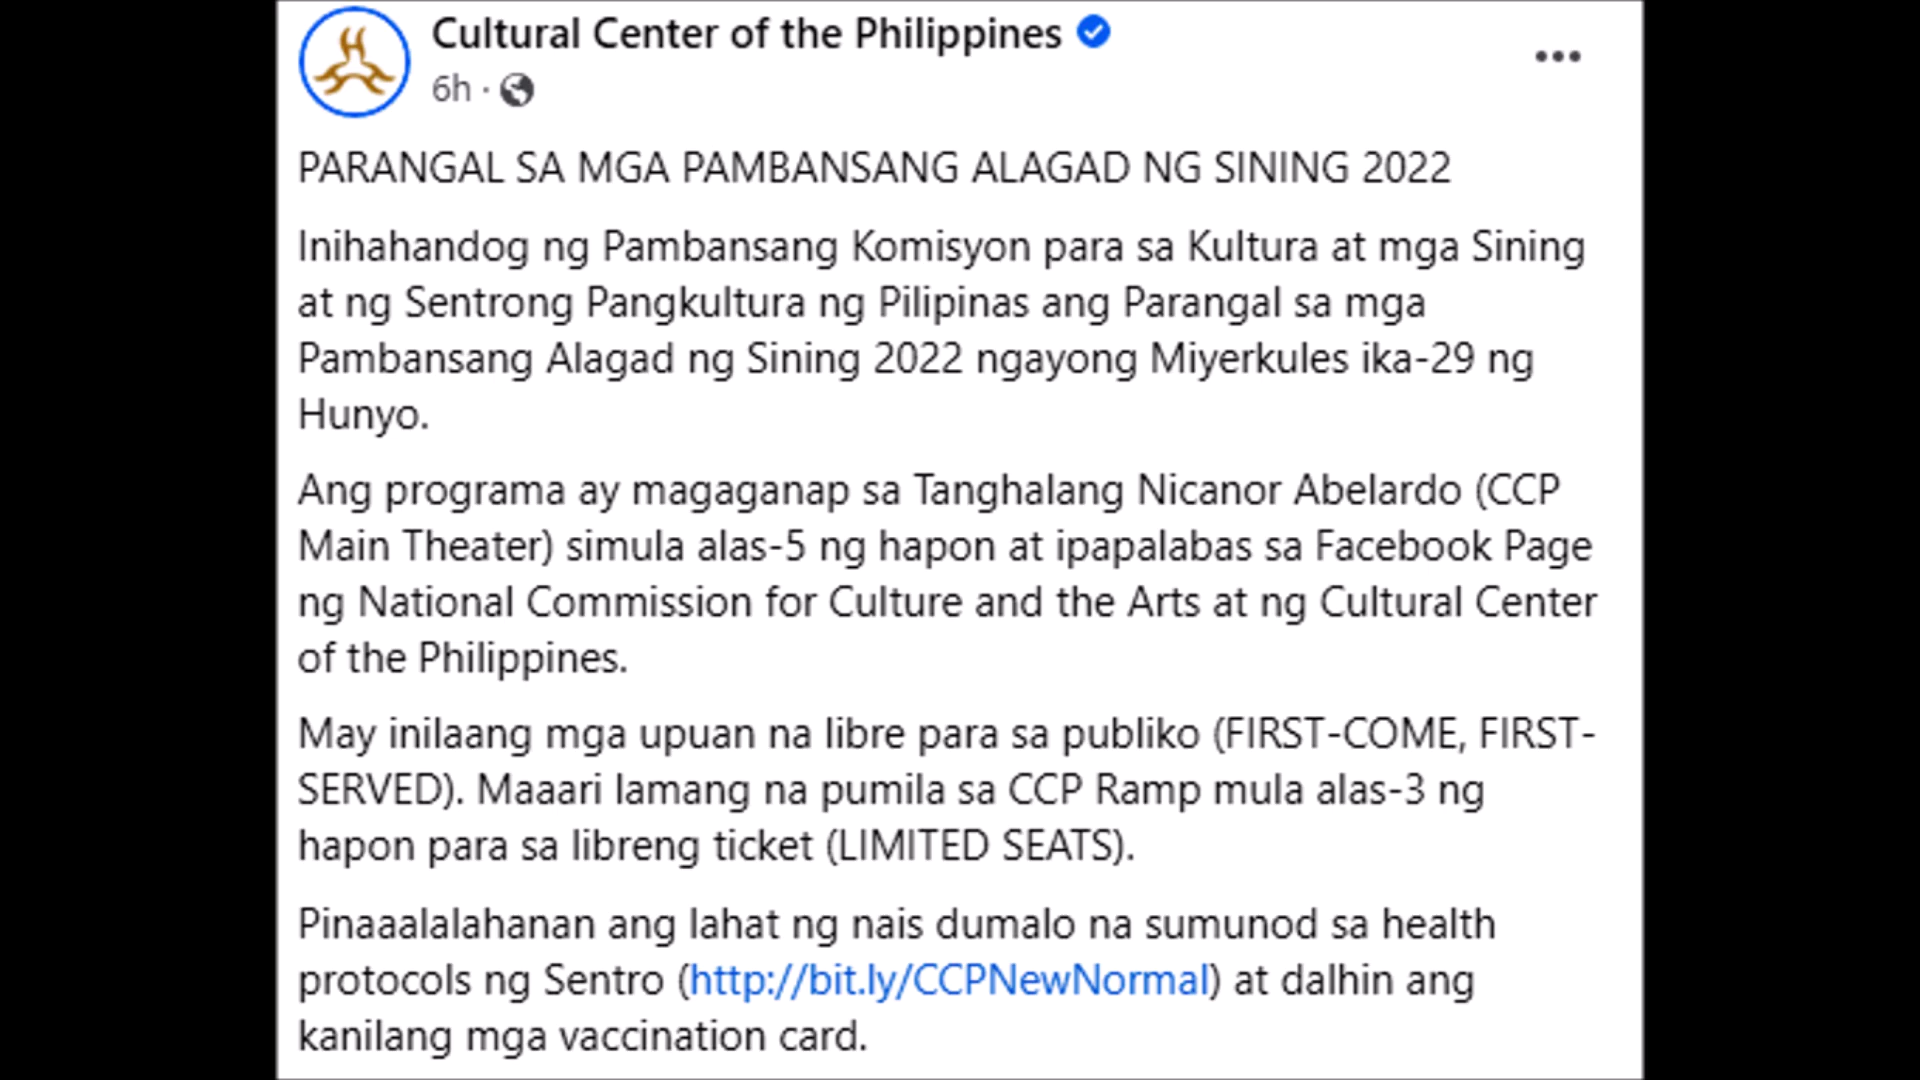 Cultural Center of the Philippines
6h ·
PARANGAL SA MGA PAMBANSANG ALAGAD NG SINING 2022
Inihahandog ng Pambansang Komisyon para sa Kultura at mga Sining
at ng Sentrong Pangkultura ng Pilipinas ang Parangal sa mga
Pambansang Alagad ng Sining 2022 ngayong Miyerkules ika-29 ng
Hunyo.
Ang programa ay magaganap sa Tanghalang Nicanor Abelardo (CCP
Main Theater) simula alas-5 ng hapon at ipapalabas sa Facebook Page
ng National Commission for Culture and the Arts at ng Cultural Center
of the Philippines.
May inilaang mga upuan na libre para sa publiko (FIRST-COME, FIRST-
SERVED). Maaari lamang na pumila sa CCP Ramp mula alas-3 ng
hapon para sa libreng ticket (LIMITED SEATS).
Pinaaalalahanan ang lahat ng nais dumalo na sumunod sa health
protocols ng Sentro (http://bit.ly/CCPNewNormal) at dalhin ang
kanilang mga vaccination card.